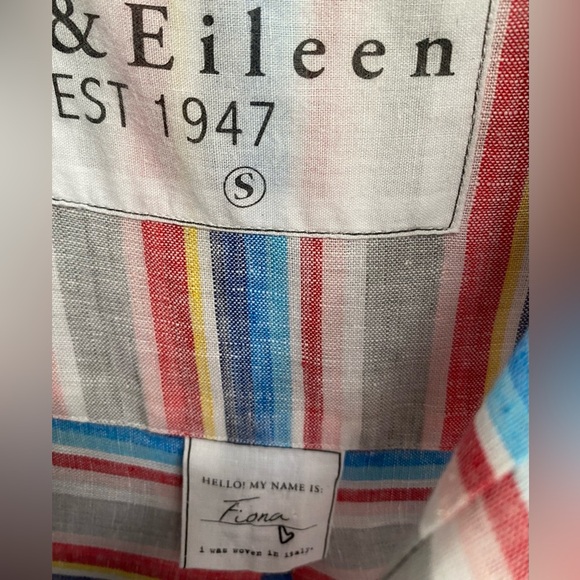 & Eileen
EST 1947
S
HELLO! MY NAME IS:
Fiona
i was woven in italy.